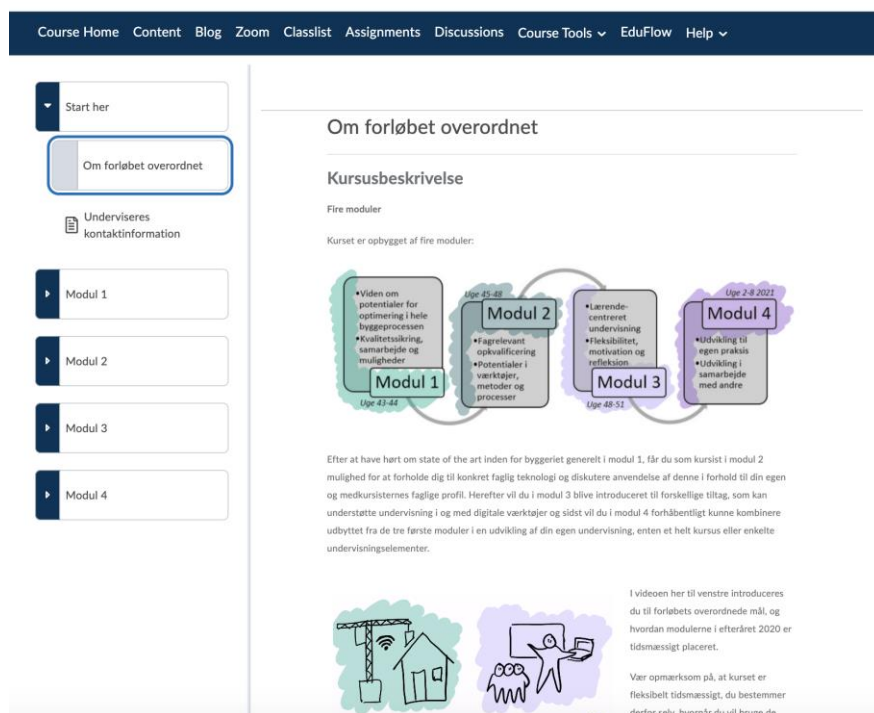 Course Home Content Blog Zoom Classlist Assignments Discussions Course Tools EduFlow Help
Start her
Om forløbet overordnet
Underviseres
kontaktinformation
Modul 1
Modul 2
Modul 3
Modul 4
Om forløbet overordnet
Kursusbeskrivelse
Fire moduler
Kurset er opbygget af fire moduler:
•Viden om
potentialer for
optimering i hele
byggeprocessen
•Kvalitetssikring,
samarbejde og
muligheder
Modul 1
Uge 43-44
Uge 45-48
Modul 2
•Fagrelevant
opkvalificering
•Potentialer i
værktøjer,
metoder og
processer
•Lærende-
centreret
undervisning
•Fleksibilitet,
motivation og
refleksion
Modul 3
Uge 48-51
Uge 2-8 2021
Modul 4
•Udvikling til
egen praksis
•Udvikling i
samarbejde
med andre
Efter at have hørt om state of the art inden for byggeriet generelt i modul 1, får du som kursist i modul 2
mulighed for at forholde dig til konkret faglig teknologi og diskutere anvendelse af denne i forhold til din egen
og medkursisternes faglige profil. Herefter vil du i modul 3 blive introduceret til forskellige tiltag, som kan
understøtte undervisning i og med digitale værktøjer og sidst vil du i modul 4 forhåbentligt kunne kombinere
udbyttet fra de tre første moduler i en udvikling af din egen undervisning, enten et helt kursus eller enkelte
undervisningselementer.
I videoen her til venstre introduceres
du til forløbets overordnede mål, og
hvordan modulerne i efteråret 2020 er
tidsmæssigt placeret.
Vær opmærksom på, at kurset er
fleksibelt tidsmæssigt, du bestemmer
derfor selv, hvornår du vil bruge de